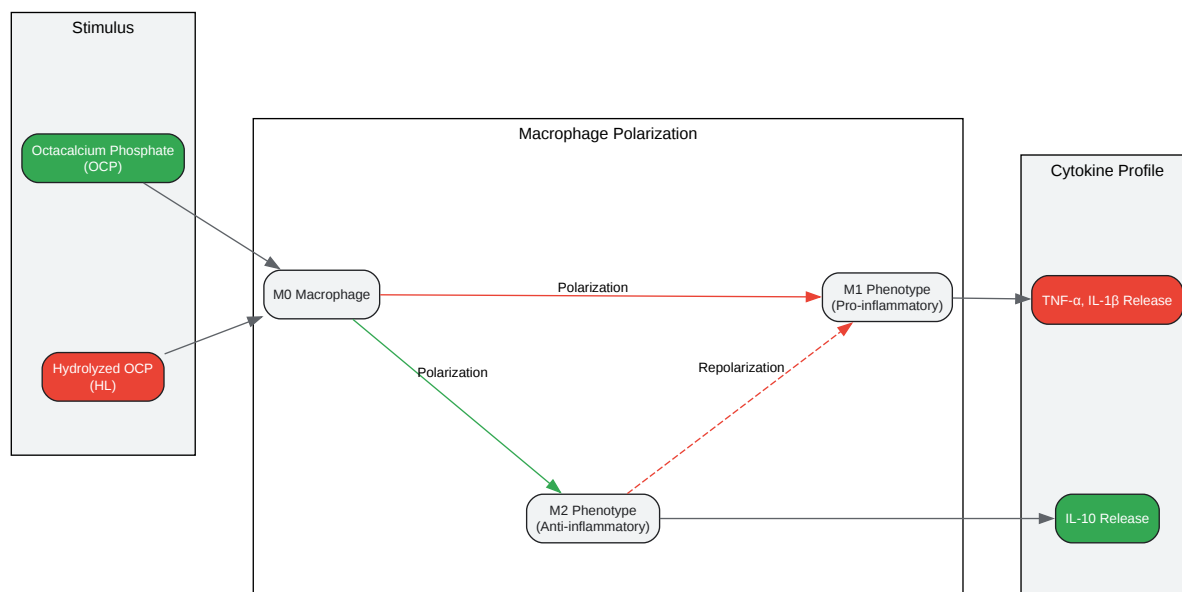 Stimulus
Octacalcium Phosphate
(OCP)
Hydrolyzed OCP
(HL)
Macrophage Polarization
M0 Macrophage
Polarization
Polarization
Repolarization
M1 Phenotype
(Pro-inflammatory)
M2 Phenotype
(Anti-inflammatory)
Cytokine Profile
TNF-α, IL-1β Release
IL-10 Release